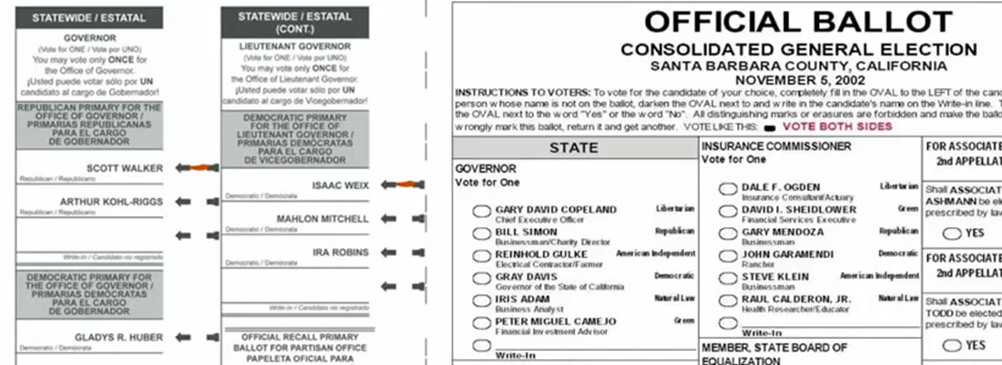 STATEWIDE / ESTATAL
GOVERNOR
(Vote for ONE / Vote por UNO)
You may vote only ONCE for
the Office of Governor.
¡Usted puede votar sólo por UN
candidato al cargo de Gobernador!
REPUBLICAN PRIMARY FOR THE
OFFICE OF GOVERNOR /
PRIMARIAS REPUBLICANAS
PARA EL CARGO
DE GOBERNADOR
SCOTT WALKER
Republican / Republicano
ARTHUR KOHL-RIGGS
Republican / Republicano
Write-in / Candidato no registrado
DEMOCRATIC PRIMARY FOR
THE OFFICE OF GOVERNOR /
PRIMARIAS DEMÓCRATAS
PARA EL CARGO
DE GOBERNADOR
GLADYS R. HUBER
Democratic / Demócrata
STATEWIDE / ESTATAL
(CONT.)
LIEUTENANT GOVERNOR
(Vote for ONE / Vote por UNO)
You may vote only ONCE for
the Office of Lieutenant Governor.
¡Usted puede votar sólo por UN
candidato al cargo de Vicegobernador!
DEMOCRATIC PRIMARY
FOR THE OFFICE OF
LIEUTENANT GOVERNOR /
PRIMARIAS DEMÓCRATAS
PARA EL CARGO
DE VICEGOBERNADOR
ISAAC WEIX
Democratic / Demócrata
MAHLON MITCHELL
Democratic / Demócrata
IRA ROBINS
Democratic / Demócrata
Write-in / Candidato no registrado
OFFICIAL RECALL PRIMARY
BALLOT FOR PARTISAN OFFICE
PAPELETA OFICIAL PARA
OFFICIAL BALLOT
CONSOLIDATED GENERAL ELECTION
SANTA BARBARA COUNTY, CALIFORNIA
NOVEMBER 5, 2002
INSTRUCTIONS TO VOTERS: To vote for the candidate of your choice, completely fill in the OVAL to the LEFT of the can
person whose name is not on the ballot, darken the OVAL next to and write in the candidate's name on the Write-in line. T
the OVAL next to the word "Yes" or the word "No". All distinguishing marks or erasures are forbidden and make the ball
wrongly mark this ballot, return it and get another. VOTE LIKE THIS: VOTE BOTH SIDES
STATE
GOVERNOR
Vote for One
GARY DAVID COPELAND Libertarian
Chief Executive Officer
BILL SIMON Republican
Businessman/Charity Director
REINHOLD GULKE American Independent
Electrical Contractor/Farmer
GRAY DAVIS Democratic
Governor of the State of California
IRIS ADAM Natural Law
Business Analyst
PETER MIGUEL CAMEJO Green
Financial Investment Advisor
Write-In
INSURANCE COMMISSIONER
Vote for One
DALE F. OGDEN Libertarian
Insurance Consultant/Actuary
DAVID I. SHEIDLOWER Green
Financial Services Executive
GARY MENDOZA Republican
Businessman
JOHN GARAMENDI Democratic
Rancher
STEVE KLEIN American Independent
Businessman
RAUL CALDERON, JR. Natural Law
Health Researcher/Educator
Write-In
MEMBER, STATE BOARD OF
EQUALIZATION
FOR ASSOCIATE
2nd APPELLAT
Shall ASSOCIAT
ASHMANN be ele
prescribed by law
YES
FOR ASSOCIATE
2nd APPELLAT
Shall ASSOCIAT
TODD be elected
prescribed by law
YES